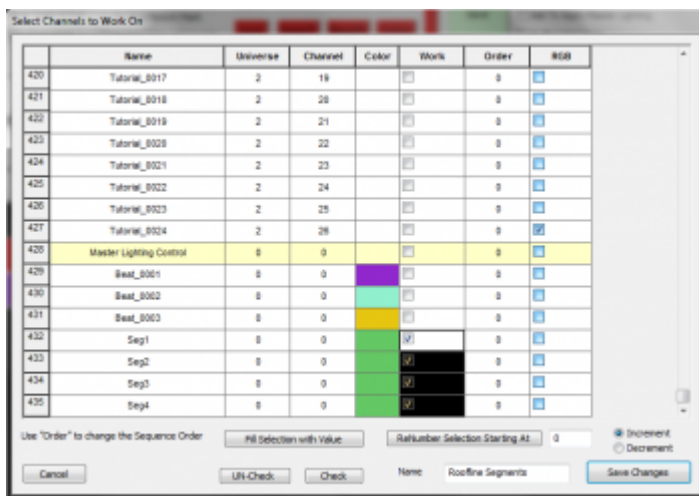 Select Channels to Work On
Name Universe Channel Color Work Order RGB
420 Tutorial_0017 2 19 0
421 Tutorial_0018 2 20 0
422 Tutorial_0019 2 21 0
423 Tutorial_0020 2 22 0
424 Tutorial_0021 2 23 0
425 Tutorial_0022 2 24 0
426 Tutorial_0023 2 25 0
427 Tutorial_0024 2 26 0
428 Master Lighting Control 0 0 0
429 Beat_0001 0 0 0
430 Beat_0002 0 0 0
431 Beat_0003 0 0 0
432 Seg1 0 0 0
433 Seg2 0 0 0
434 Seg3 0 0 0
435 Seg4 0 0 0
Use "Order" to change the Sequence Order Fill Selection with Value ReNumber Selection Starting At 0 Increment
Decrement
Cancel UN-Check Check Name Roofline Segments Save Changes